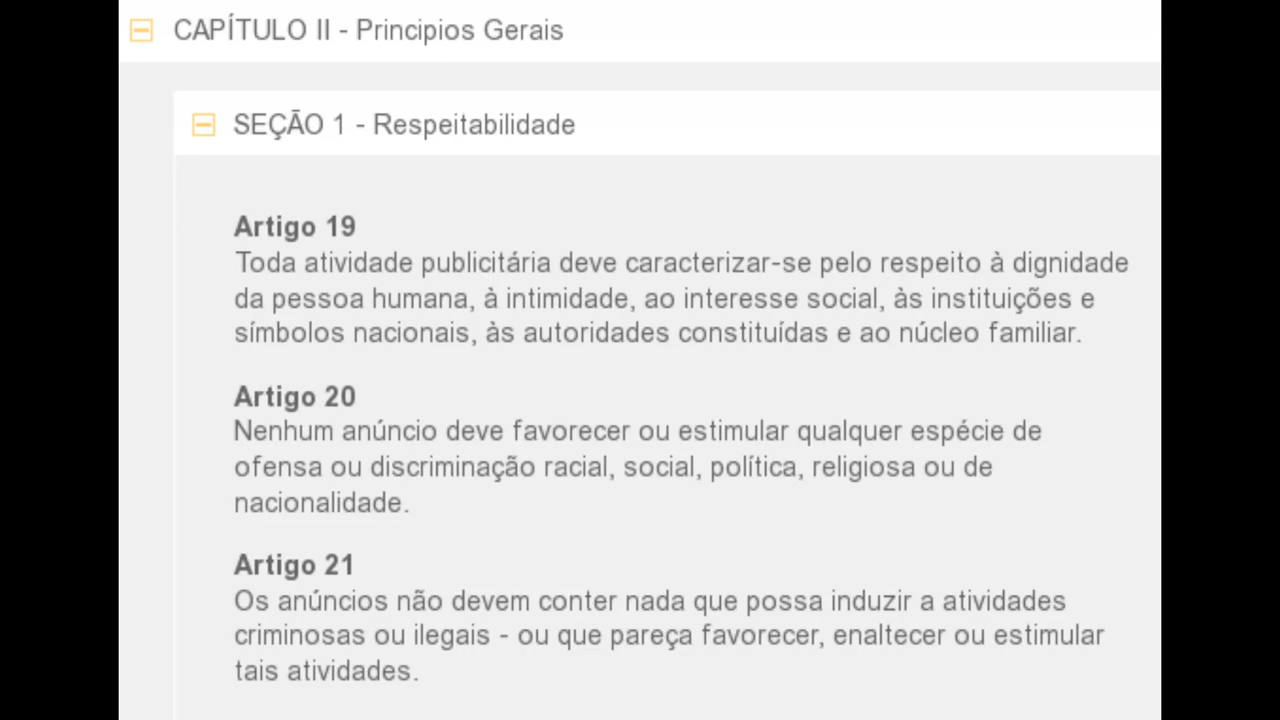 CAPÍTULO II - Principios Gerais
SEÇÃO 1 - Respeitabilidade
Artigo 19
Toda atividade publicitária deve caracterizar-se pelo respeito à dignidade
da pessoa humana, à intimidade, ao interesse social, às instituições e
símbolos nacionais, às autoridades constituídas e ao núcleo familiar.
Artigo 20
Nenhum anúncio deve favorecer ou estimular qualquer espécie de
ofensa ou discriminação racial, social, política, religiosa ou de
nacionalidade.
Artigo 21
Os anúncios não devem conter nada que possa induzir a atividades
criminosas ou ilegais - ou que pareça favorecer, enaltecer ou estimular
tais atividades.